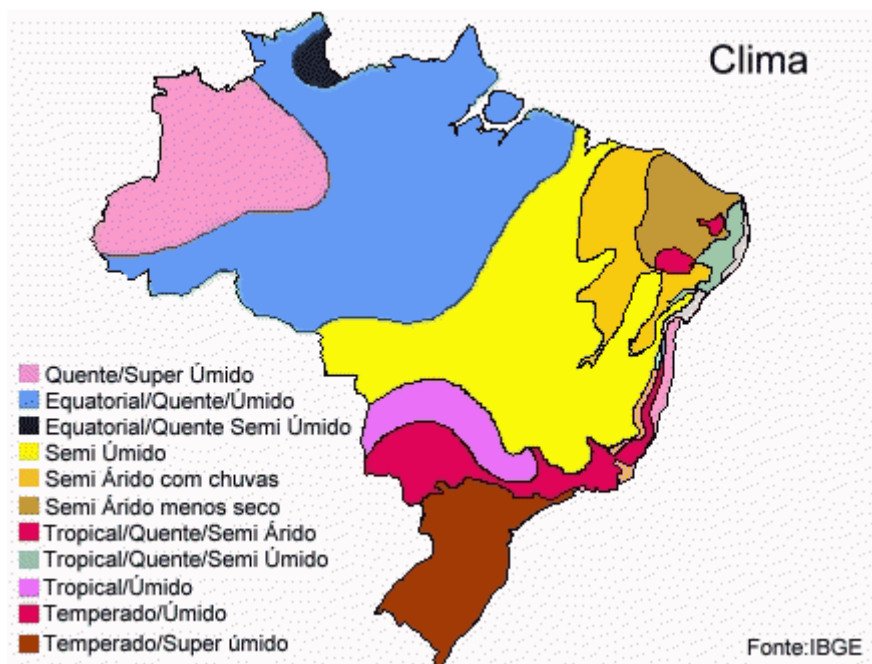 Clima
Quente/Super Úmido
Equatorial/Quente/Úmido
Equatorial/Quente Semi Úmido
Semi Úmido
Semi Árido com chuvas
Semi Árido menos seco
Tropical/Quente/Semi Árido
Tropical/Quente/Semi Úmido
Tropical/Úmido
Temperado/Úmido
Temperado/Super úmido
Fonte:IBGE